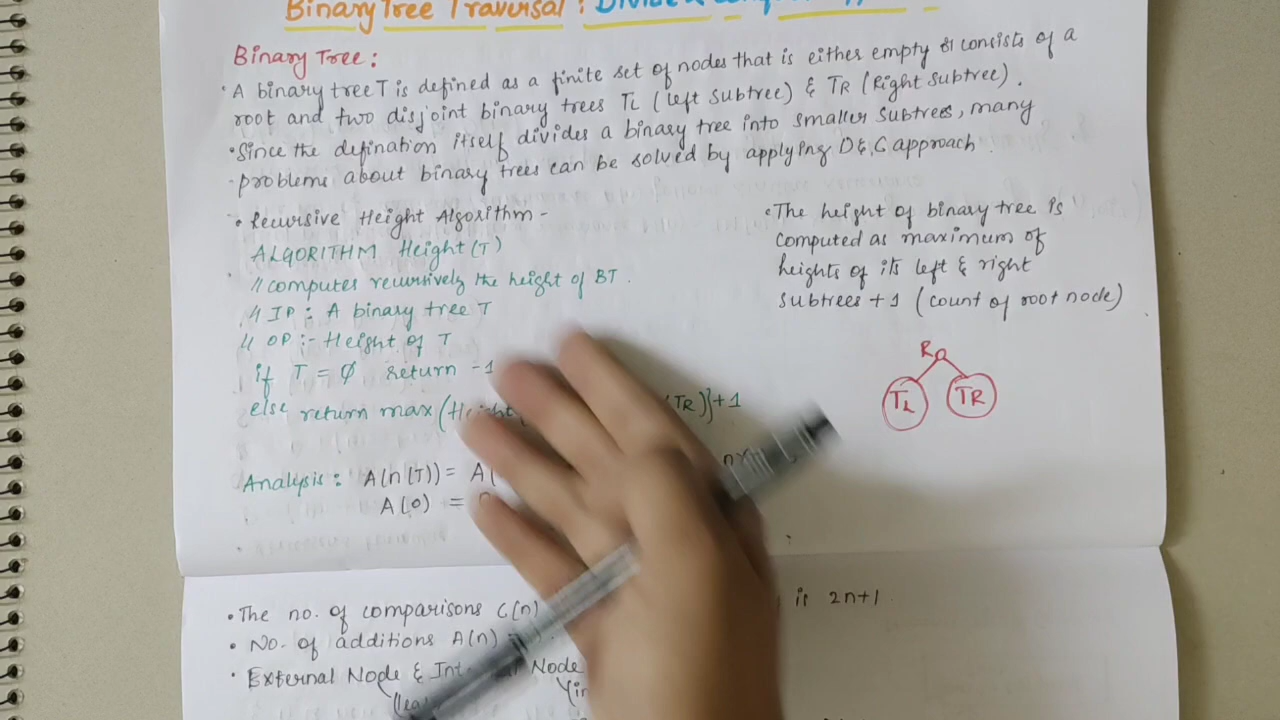 Binary Tree Traversal : Divide &
Binary Tree :
• A binary tree T is defined as a finite set of nodes that is either empty or consists of a
root and two disjoint binary trees TL (left subtree) & TR (Right Subtree).
• Since the defination itself divides a binary tree into smaller subtrees, many
problems about binary trees can be solved by applying D & C approach.
• Recursive Height Algorithm -
ALGORITHM Height(T)
// computes recursively the height of BT.
// IP : A binary tree T
// OP :- Height of T
if T = Ø return -1
else return max (Height TR)}+1
Analysis : A(n(T)) = A(
A(0) =
• The height of binary tree is
computed as maximum of
heights of its left & right
subtrees +1 (count of root node)
R
TL TR
• The no. of comparisons C(n) is 2n+1
• No. of additions A(n)
• External Node & Node